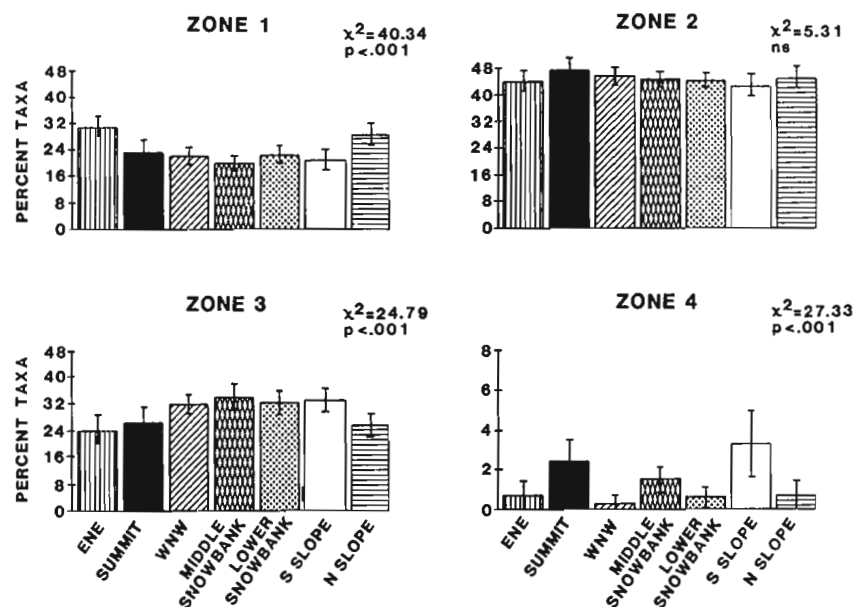 ZONE 1
χ²=40.34
p<.001
PERCENT TAXA
48
40
32
24
16
8
0
ZONE 2
χ²=5.31
ns
48
40
32
24
16
8
0
ZONE 3
χ²=24.79
p<.001
PERCENT TAXA
48
40
32
24
16
8
0
ENE
SUMMIT
WNW
MIDDLE
SNOWBANK
LOWER
SNOWBANK
S SLOPE
N SLOPE
ZONE 4
χ²=27.33
p<.001
8
6
4
2
0
ENE
SUMMIT
WNW
MIDDLE
SNOWBANK
LOWER
SNOWBANK
S SLOPE
N SLOPE